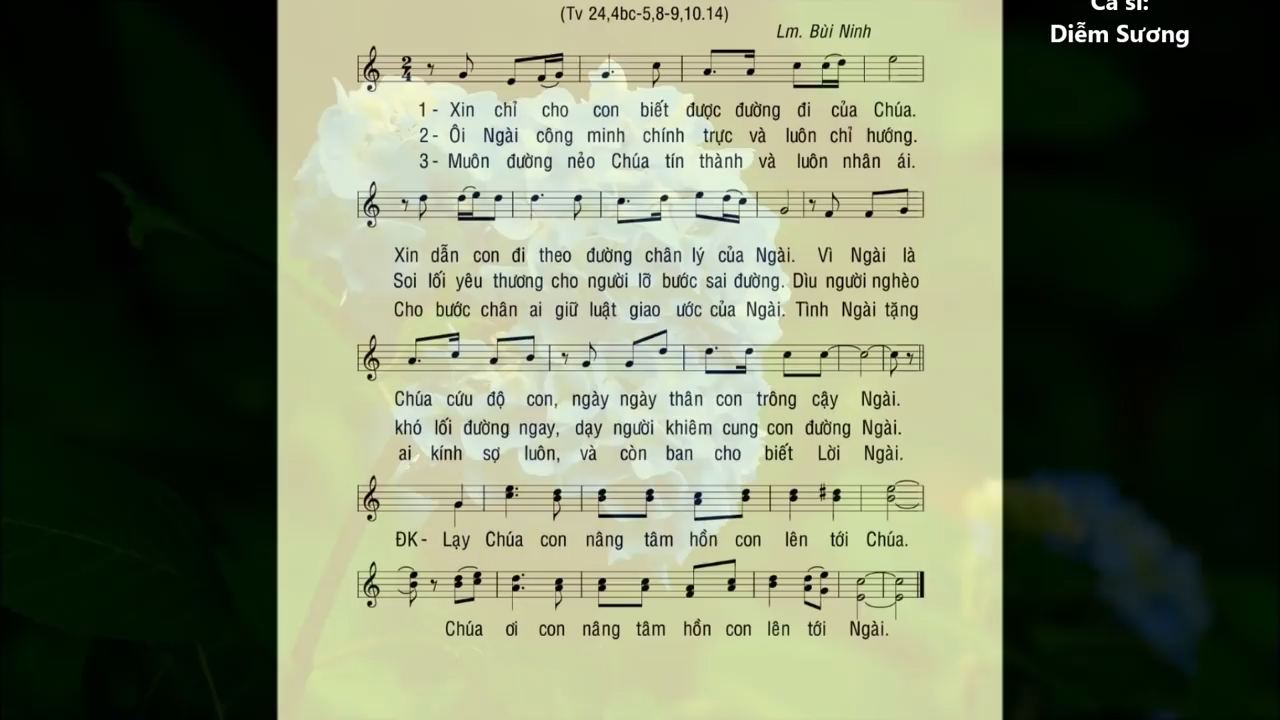 Ca sĩ:
Diễm Sương
(Tv 24,4bc-5,8-9,10.14)
Lm. Bùi Ninh
1- Xin chỉ cho con biết được đường đi của Chúa.
2- Ôi Ngài công minh chính trực và luôn chỉ hướng.
3- Muôn đường nẻo Chúa tín thành và luôn nhân ái.
Xin dẫn con đi theo đường chân lý của Ngài. Vì Ngài là
Soi lối yêu thương cho người lỡ bước sai đường. Dìu người nghèo
Cho bước chân ai giữ luật giao ước của Ngài. Tình Ngài tặng
Chúa cứu độ con, ngày ngày thân con trông cậy Ngài.
khó lối đường ngay, dạy người khiêm cung con đường Ngài.
ai kính sợ luôn, và còn ban cho biết Lời Ngài.
ĐK- Lạy Chúa con nâng tâm hồn con lên tới Chúa.
Chúa ơi con nâng tâm hồn con lên tới Ngài.